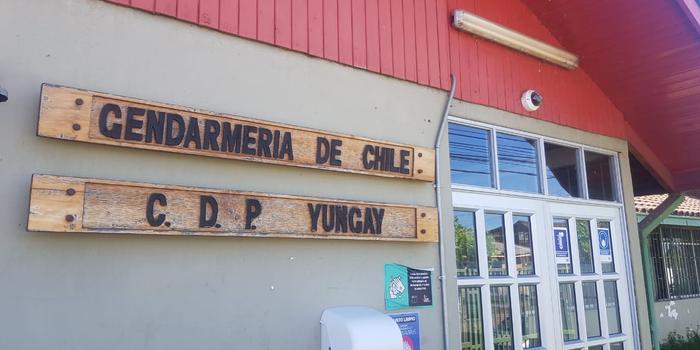 GENDARMERIA DE CHILE
C. D. P. YUNGAY